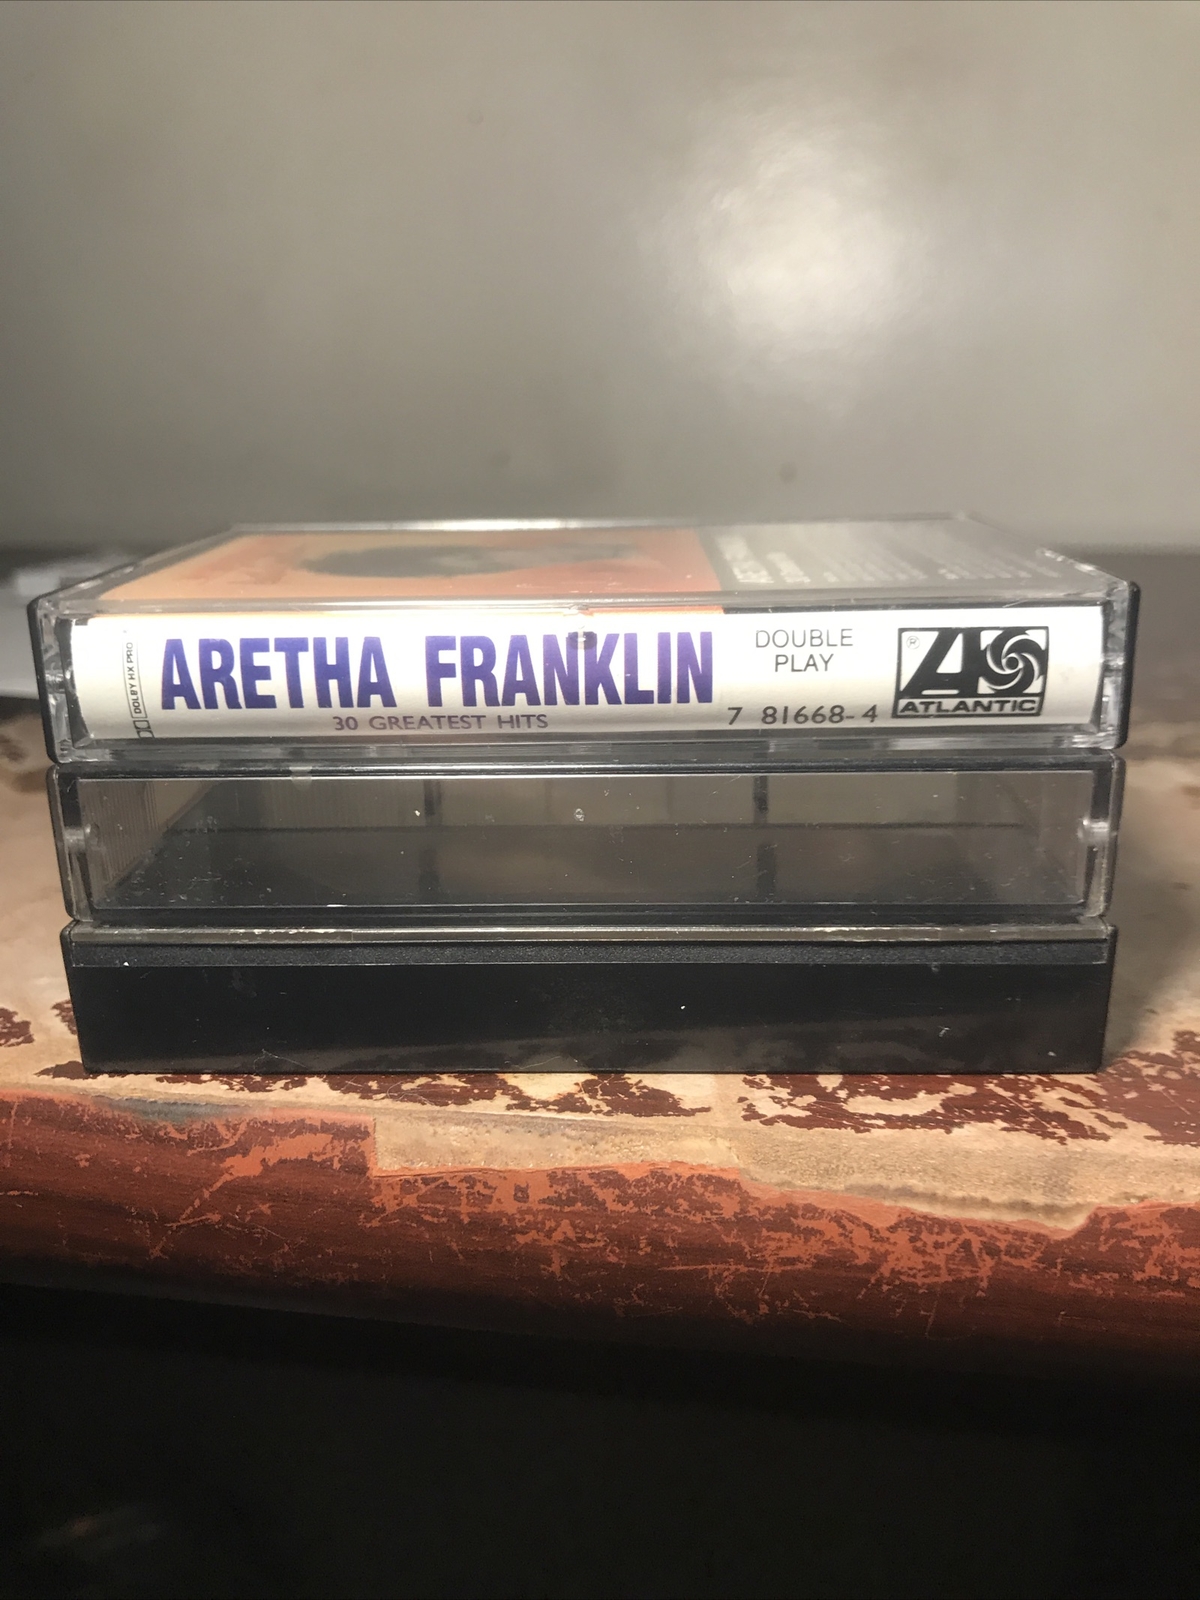 DOLBY HX PRO
ARETHA FRANKLIN
30 GREATEST HITS
DOUBLE
PLAY
7 81668-4
®
ATLANTIC